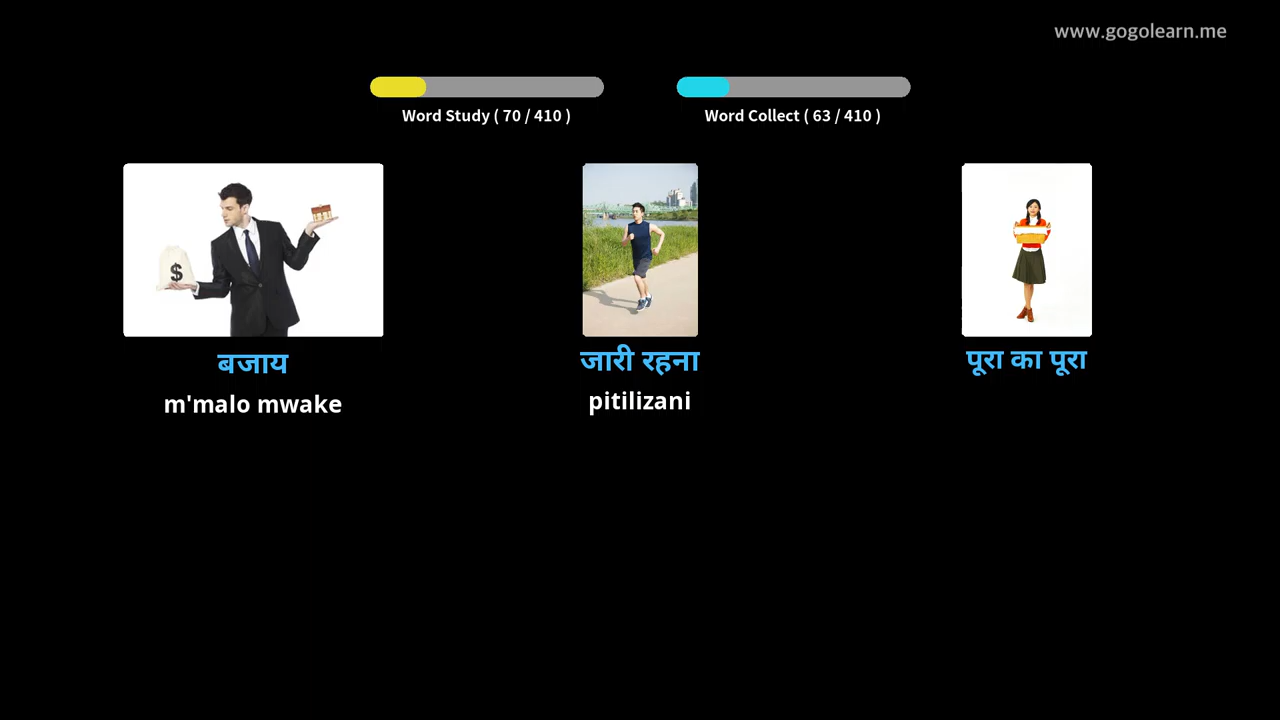 www.gogolearn.me
Word Study ( 70 / 410 )
Word Collect ( 63 / 410 )
$
बजाय
m'malo mwake
जारी रहना
pitilizani
पूरा का पूरा